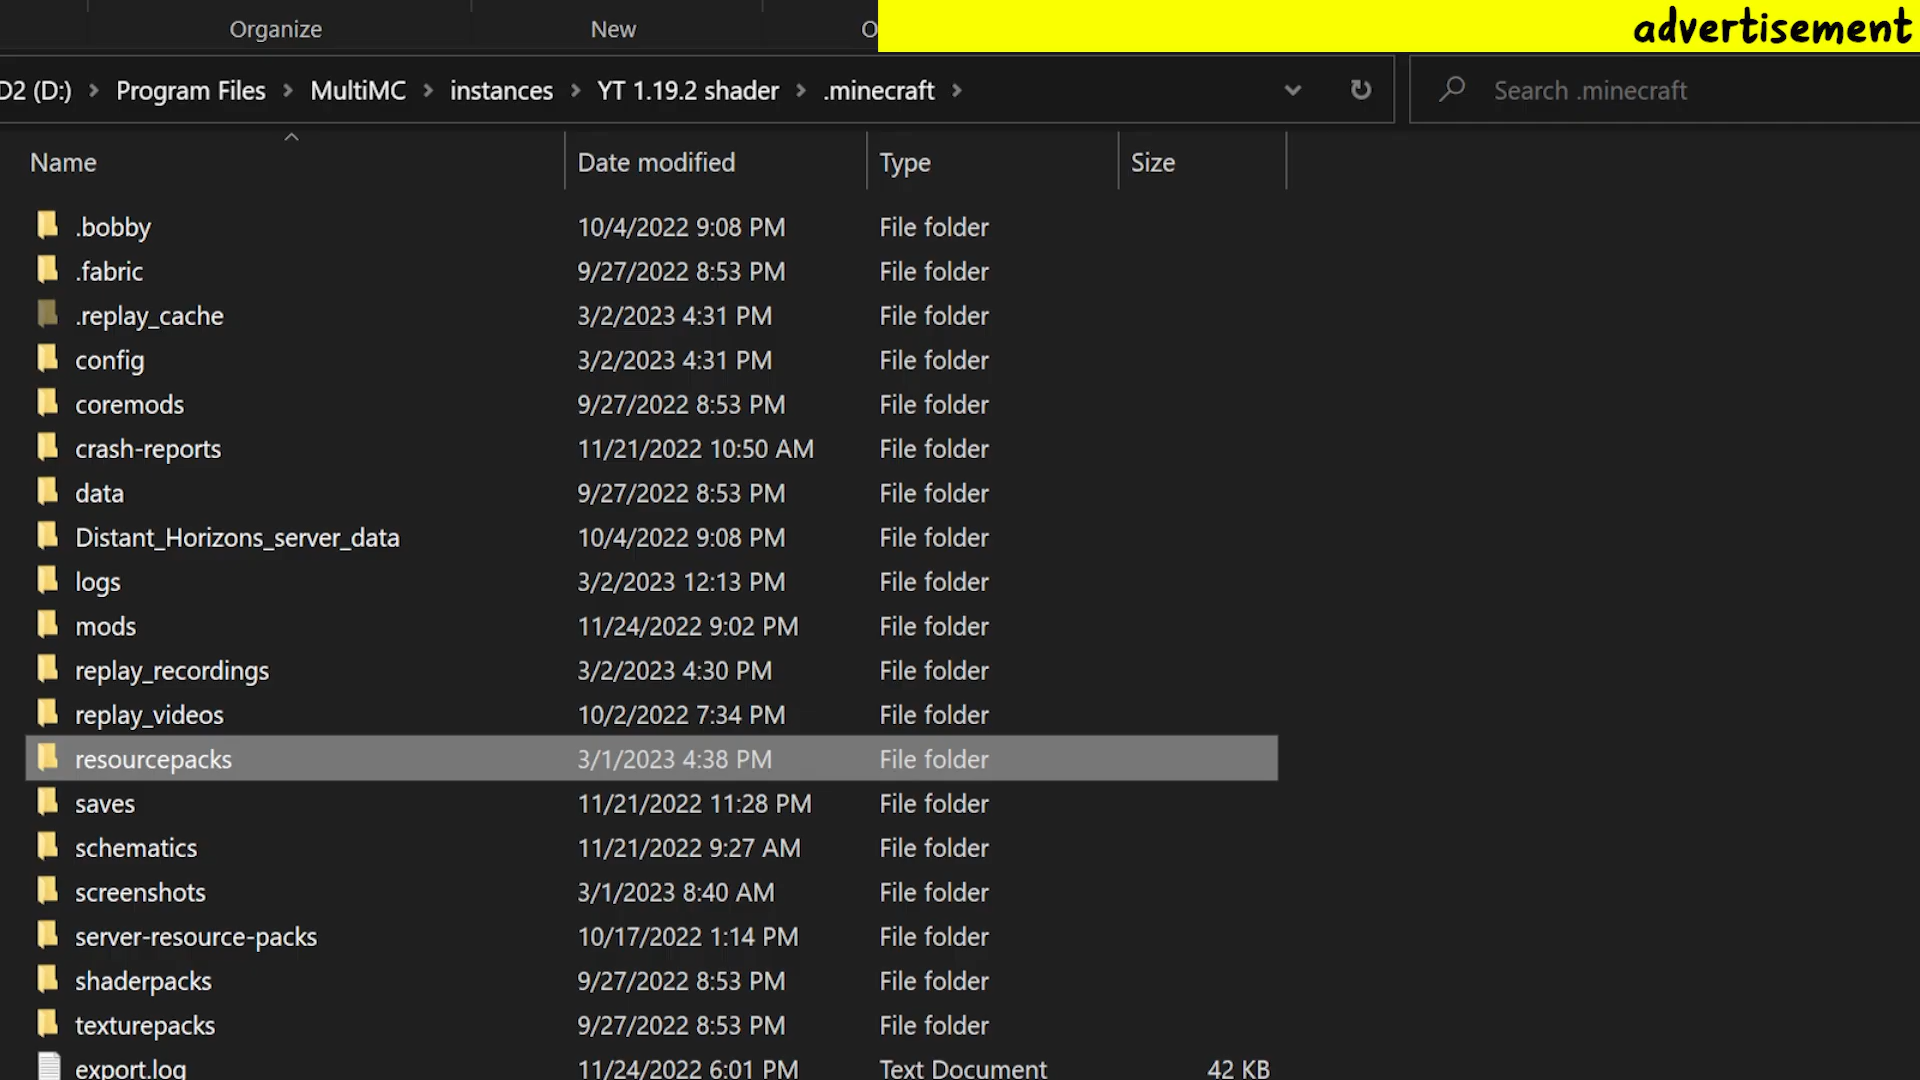 Organize New O advertisement
D2 (D:) Program Files MultiMC instances YT 1.19.2 shader .minecraft Search .minecraft
Name Date modified Type Size
.bobby 10/4/2022 9:08 PM File folder
.fabric 9/27/2022 8:53 PM File folder
.replay_cache 3/2/2023 4:31 PM File folder
config 3/2/2023 4:31 PM File folder
coremods 9/27/2022 8:53 PM File folder
crash-reports 11/21/2022 10:50 AM File folder
data 9/27/2022 8:53 PM File folder
Distant_Horizons_server_data 10/4/2022 9:08 PM File folder
logs 3/2/2023 12:13 PM File folder
mods 11/24/2022 9:02 PM File folder
replay_recordings 3/2/2023 4:30 PM File folder
replay_videos 10/2/2022 7:34 PM File folder
resourcepacks 3/1/2023 4:38 PM File folder
saves 11/21/2022 11:28 PM File folder
schematics 11/21/2022 9:27 AM File folder
screenshots 3/1/2023 8:40 AM File folder
server-resource-packs 10/17/2022 1:14 PM File folder
shaderpacks 9/27/2022 8:53 PM File folder
texturepacks 9/27/2022 8:53 PM File folder
export.log 11/24/2022 6:01 PM Text Document 42 KB